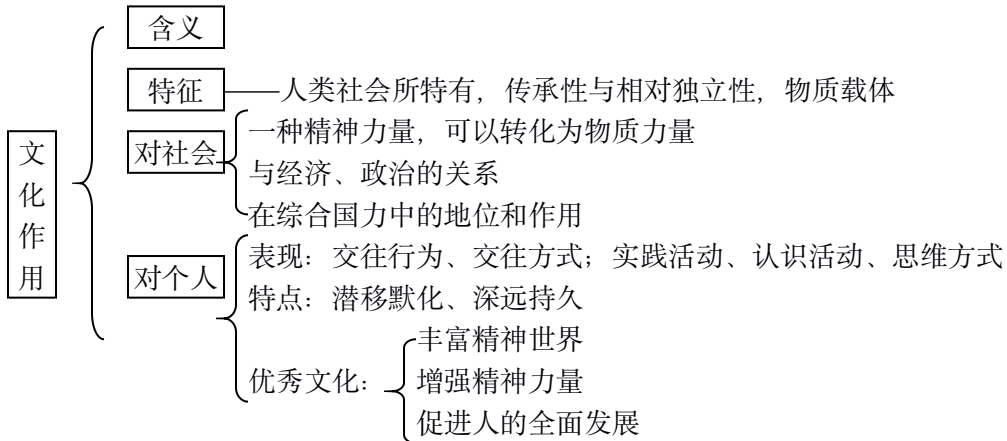 文化作用
含义
特征
人类社会所特有，传承性与相对独立性，物质载体
对社会
一种精神力量，可以转化为物质力量
与经济、政治的关系
在综合国力中的地位和作用
对个人
表现：交往行为、交往方式；实践活动、认识活动、思维方式
特点：潜移默化、深远持久
优秀文化：
丰富精神世界
增强精神力量
促进人的全面发展